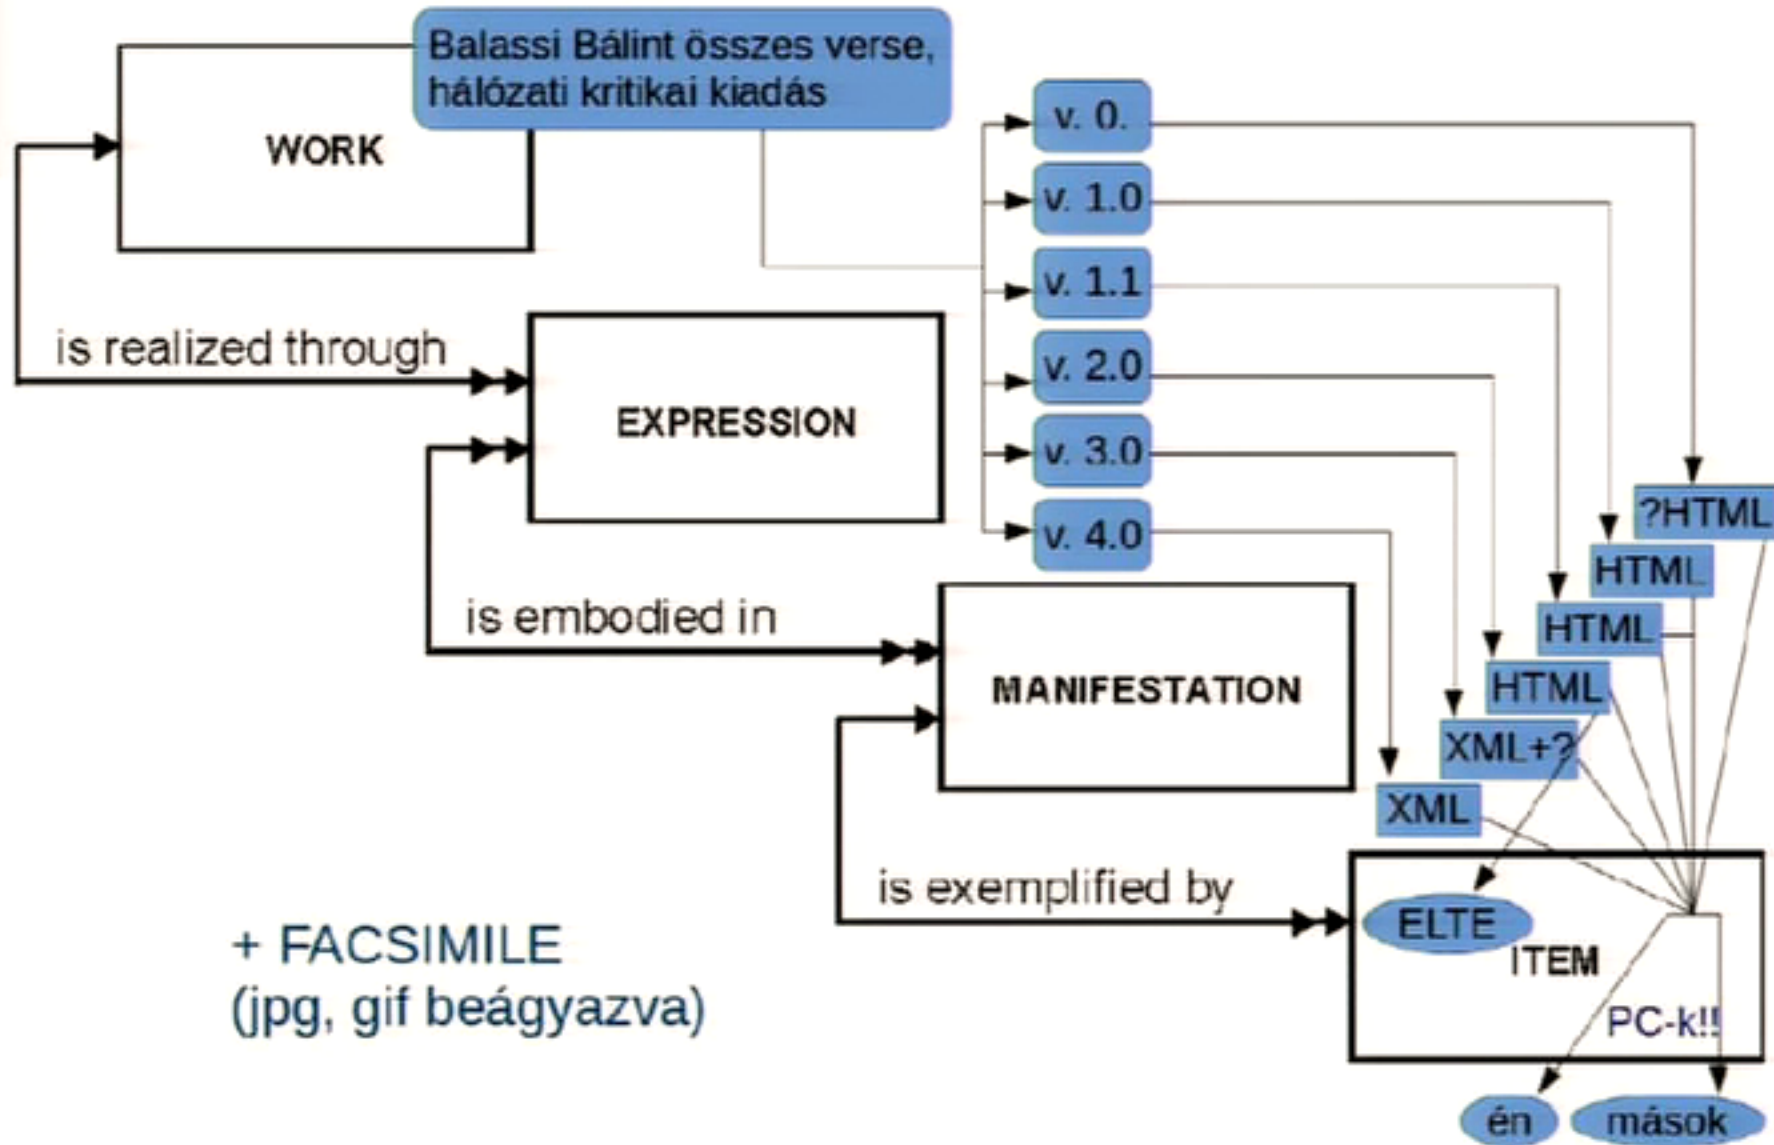 Balassi Bálint összes verse,
hálózati kritikai kiadás
WORK
v. 0.
v. 1.0
v. 1.1
v. 2.0
v. 3.0
v. 4.0
is realized through
EXPRESSION
?HTML
HTML
HTML
HTML
XML+?
XML
is embodied in
MANIFESTATION
is exemplified by
ELTE
ITEM
PC-k!!
+ FACSIMILE
(jpg, gif beágyazva)
én
mások